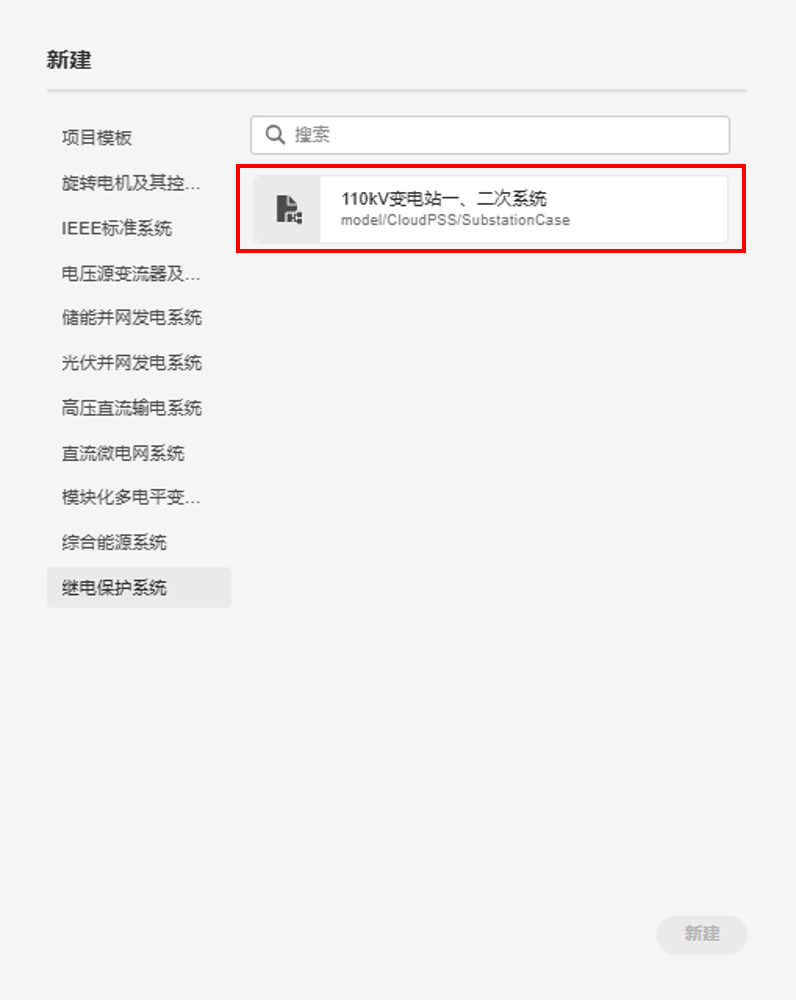 新建
项目模板
旋转电机及其控...
IEEE标准系统
电压源变流器及...
储能并网发电系统
光伏并网发电系统
高压直流输电系统
直流微电网系统
模块化多电平变...
综合能源系统
继电保护系统
搜索
110kV变电站一、二次系统
model/CloudPSS/SubstationCase
新建